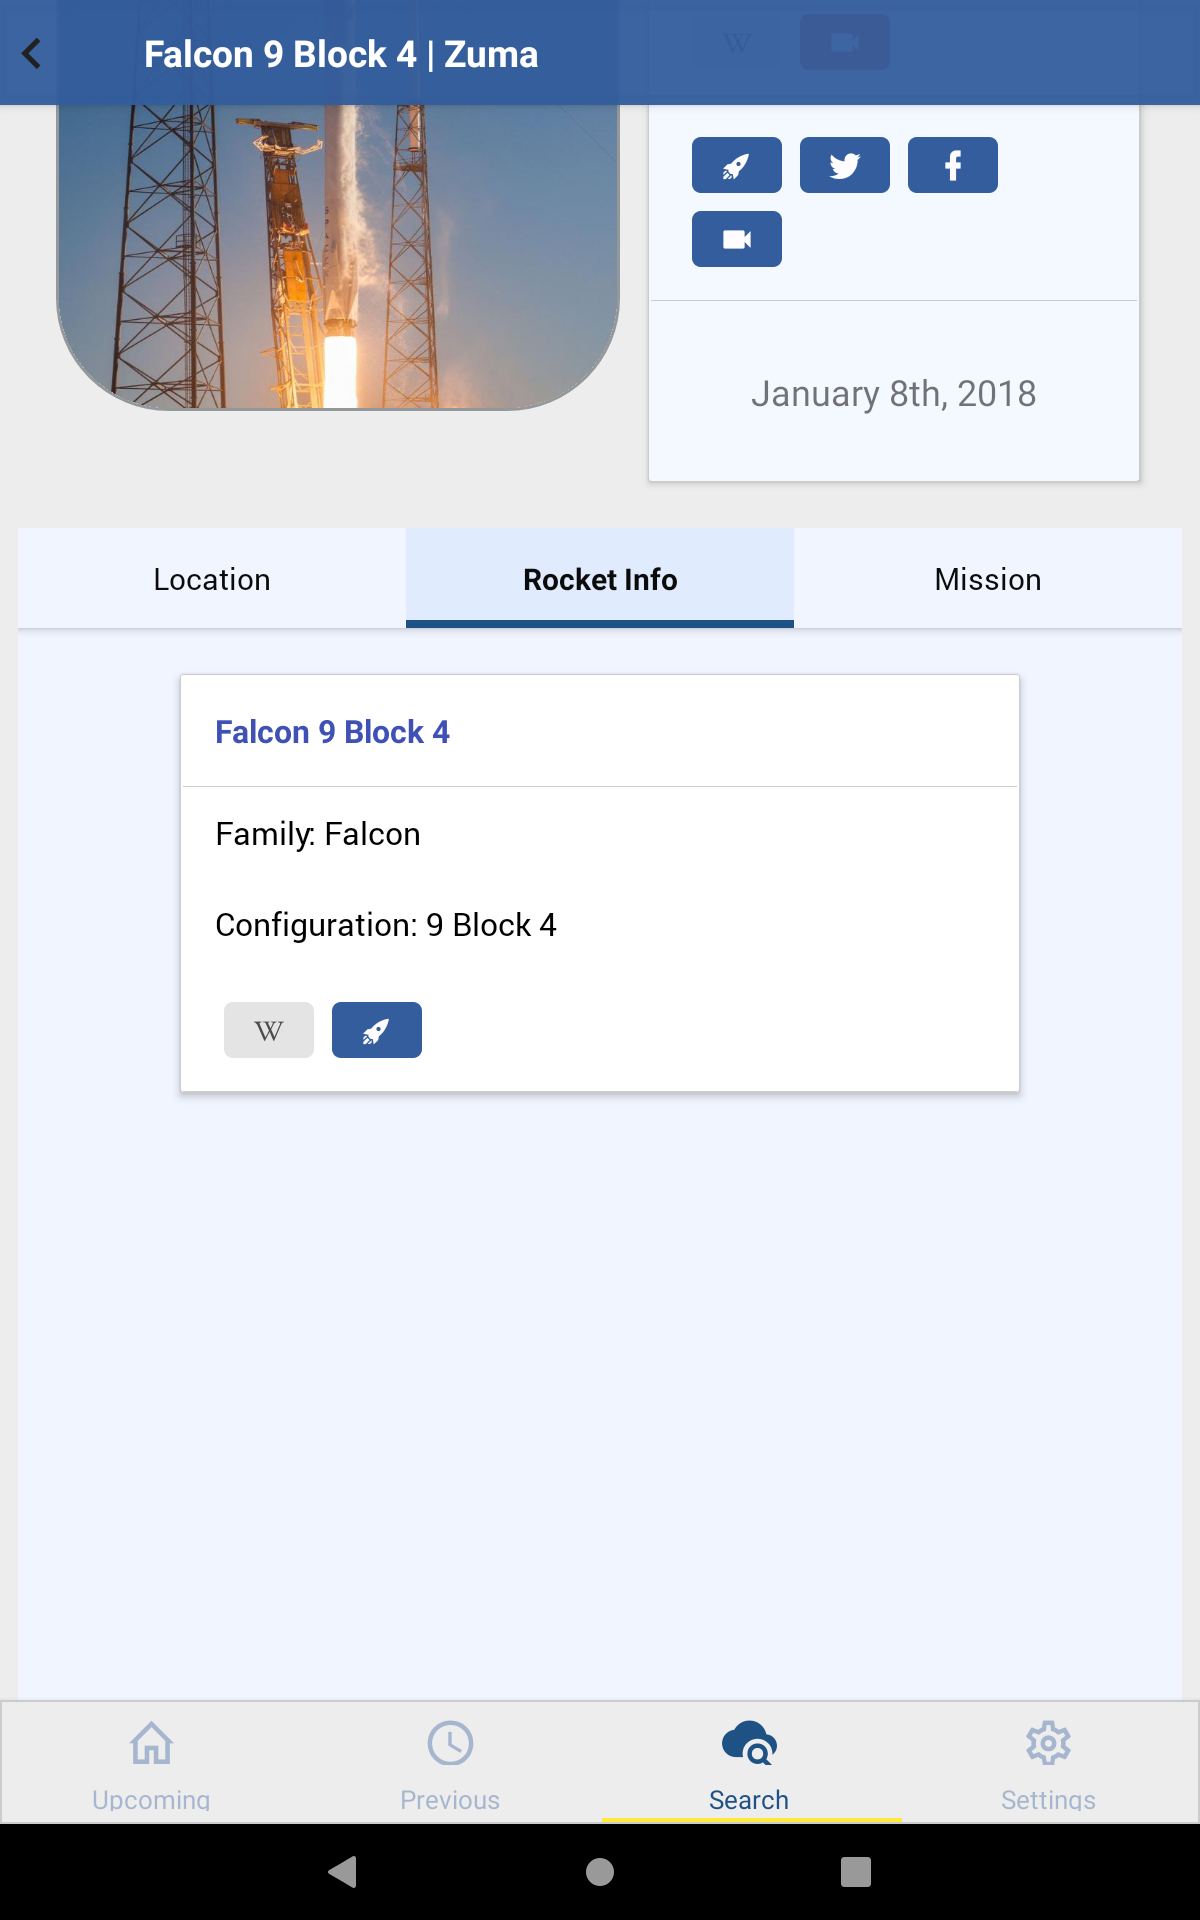 Falcon 9 Block 4 | Zuma
January 8th, 2018
Location
Rocket Info
Mission
Falcon 9 Block 4
Family: Falcon
Configuration: 9 Block 4
W
Upcoming
Previous
Search
Settings